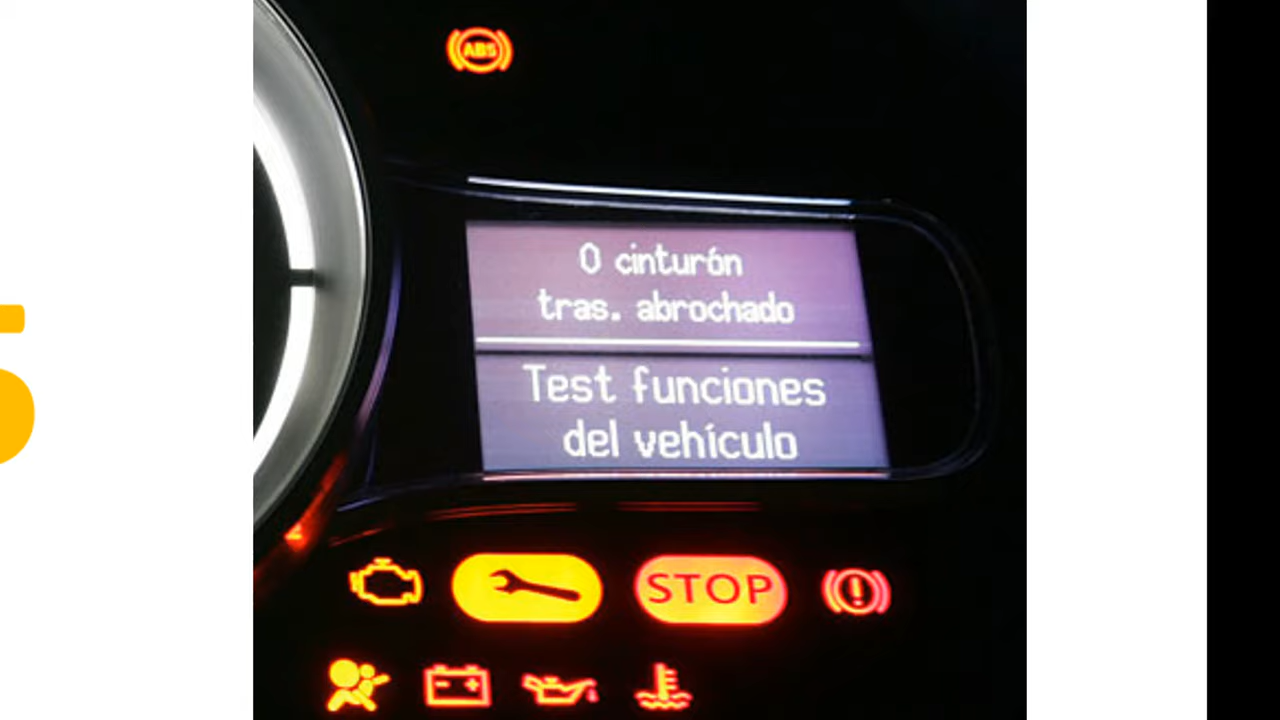 ABS
0 cinturón
tras. abrochado
Test funciones
del vehículo
STOP